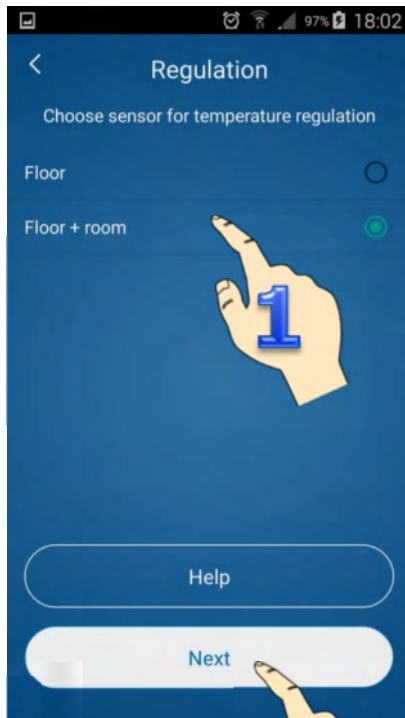 97% 18:02
Regulation
Choose sensor for temperature regulation
Floor
Floor + room
1
Help
Next